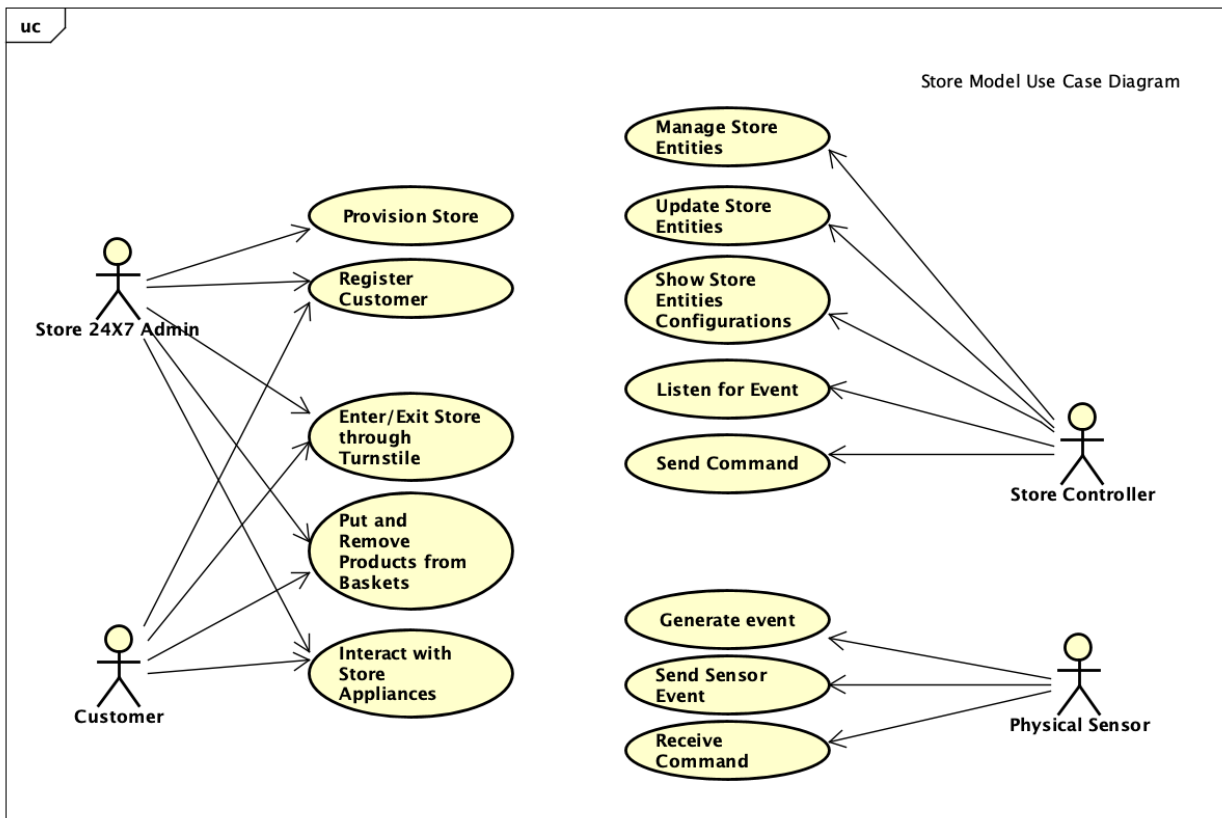 uc
Store Model Use Case Diagram
Provision Store
Register
Customer
Store 24X7 Admin
Enter/Exit Store
through
Turnstile
Put and
Remove
Products from
Baskets
Interact with
Store
Appliances
Customer
Manage Store
Entities
Update Store
Entities
Show Store
Entities
Configurations
Listen for Event
Send Command
Store Controller
Generate event
Send Sensor
Event
Receive
Command
Physical Sensor